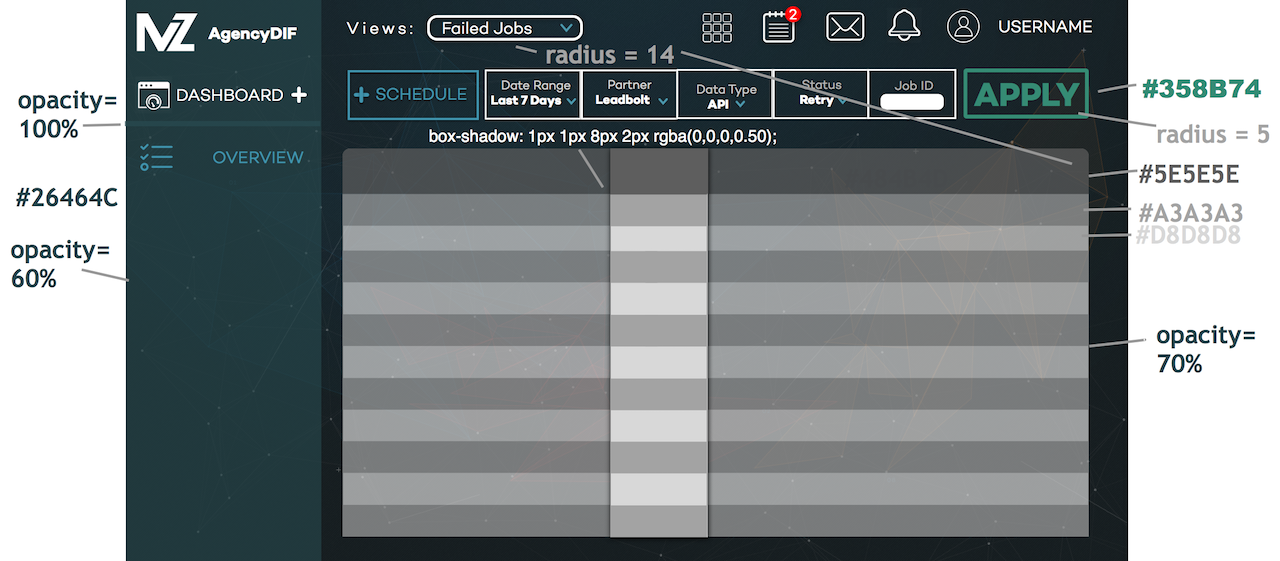 MZ AgencyDIF
Views: Failed Jobs
2
USERNAME
radius = 14
DASHBOARD +
+ SCHEDULE
Date Range
Last 7 Days
Partner
Leadbolt
Data Type
API
Status
Retry
Job ID
APPLY
#358B74
opacity=
100%
radius = 5
box-shadow: 1px 1px 8px 2px rgba(0,0,0,0.50);
OVERVIEW
#5E5E5E
#26464C
#A3A3A3
#D8D8D8
opacity=
60%
opacity=
70%